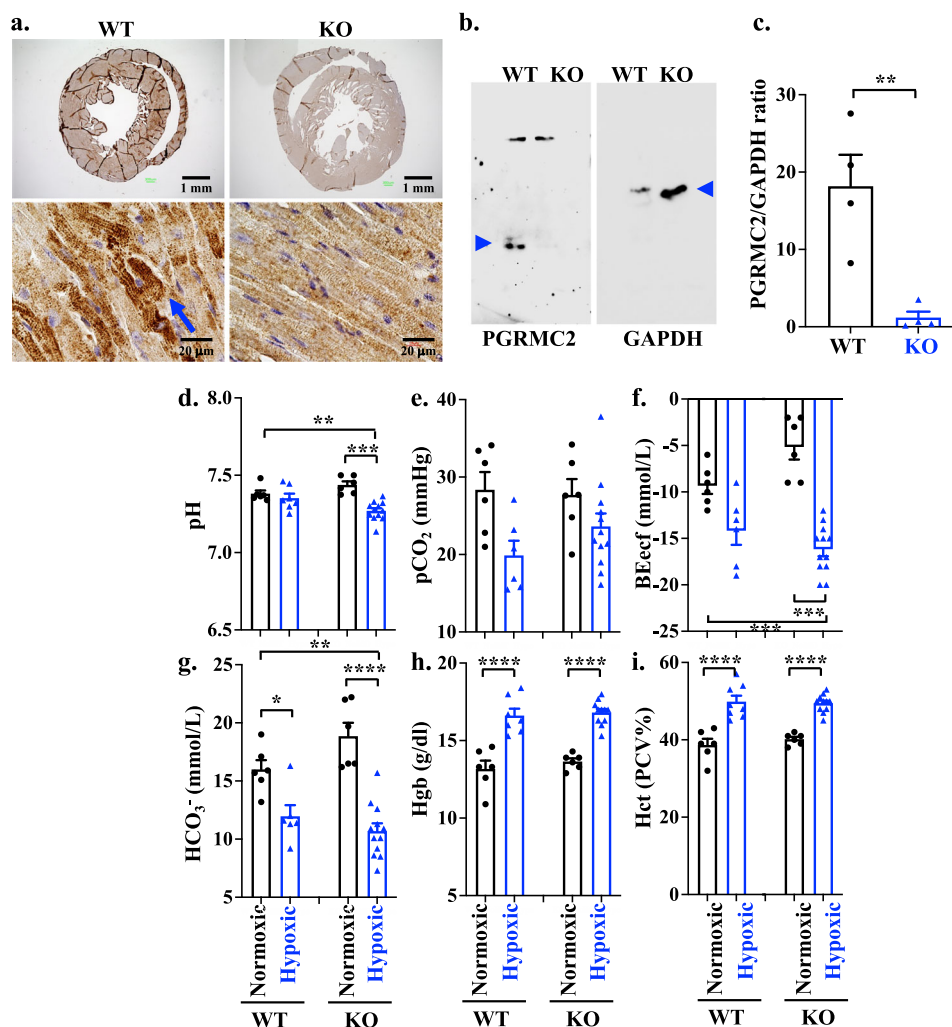 a.
WT
KO
1 mm
1 mm
20 µm
20 µm
b.
WT KO
WT KO
PGRMC2
GAPDH
c.
PGRMC2/GAPDH ratio
30
20
10
0
**
WT
KO
d.
pH
8.0
7.5
7.0
6.5
**
***
e.
pCO₂ (mmHg)
40
30
20
10
f.
BEecf (mmol/L)
-5
-10
-15
-20
-25
***
***
g.
HCO₃⁻ (mmol/L)
25
20
15
10
5
**
*
****
Normoxic
Hypoxic
Normoxic
Hypoxic
WT
KO
h.
Hgb (g/dl)
20
15
10
5
****
****
Normoxic
Hypoxic
Normoxic
Hypoxic
WT
KO
i.
Hct (PCV%)
60
40
20
0
****
****
Normoxic
Hypoxic
Normoxic
Hypoxic
WT
KO